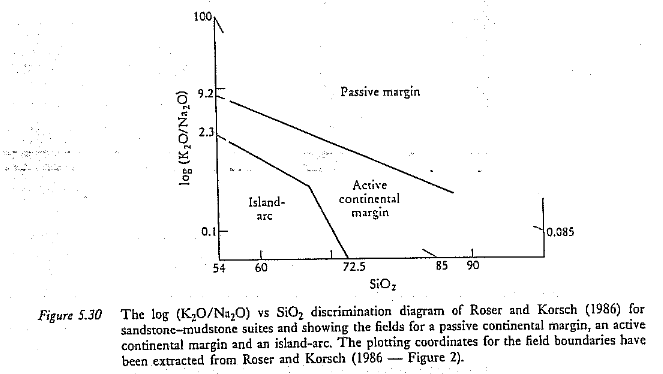 100
9.2
2.3
0.1
log (K₂O/Na₂O)
Passive margin
Active
continental
margin
Island-
arc
0.085
54 60 72.5 85 90
SiO₂
Figure 5.30 The log (K₂O/Na₂O) vs SiO₂ discrimination diagram of Roser and Korsch (1986) for
sandstone–mudstone suites and showing the fields for a passive continental margin, an active
continental margin and an island-arc. The plotting coordinates for the field boundaries have
been extracted from Roser and Korsch (1986 — Figure 2).